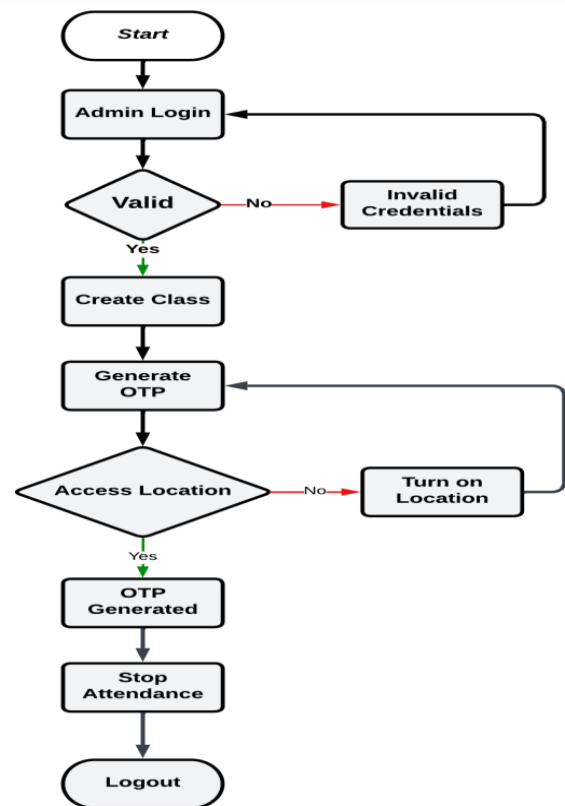 Start
Admin Login
Valid
No
Invalid
Credentials
Yes
Create Class
Generate
OTP
Access Location
No
Turn on
Location
Yes
OTP
Generated
Stop
Attendance
Logout